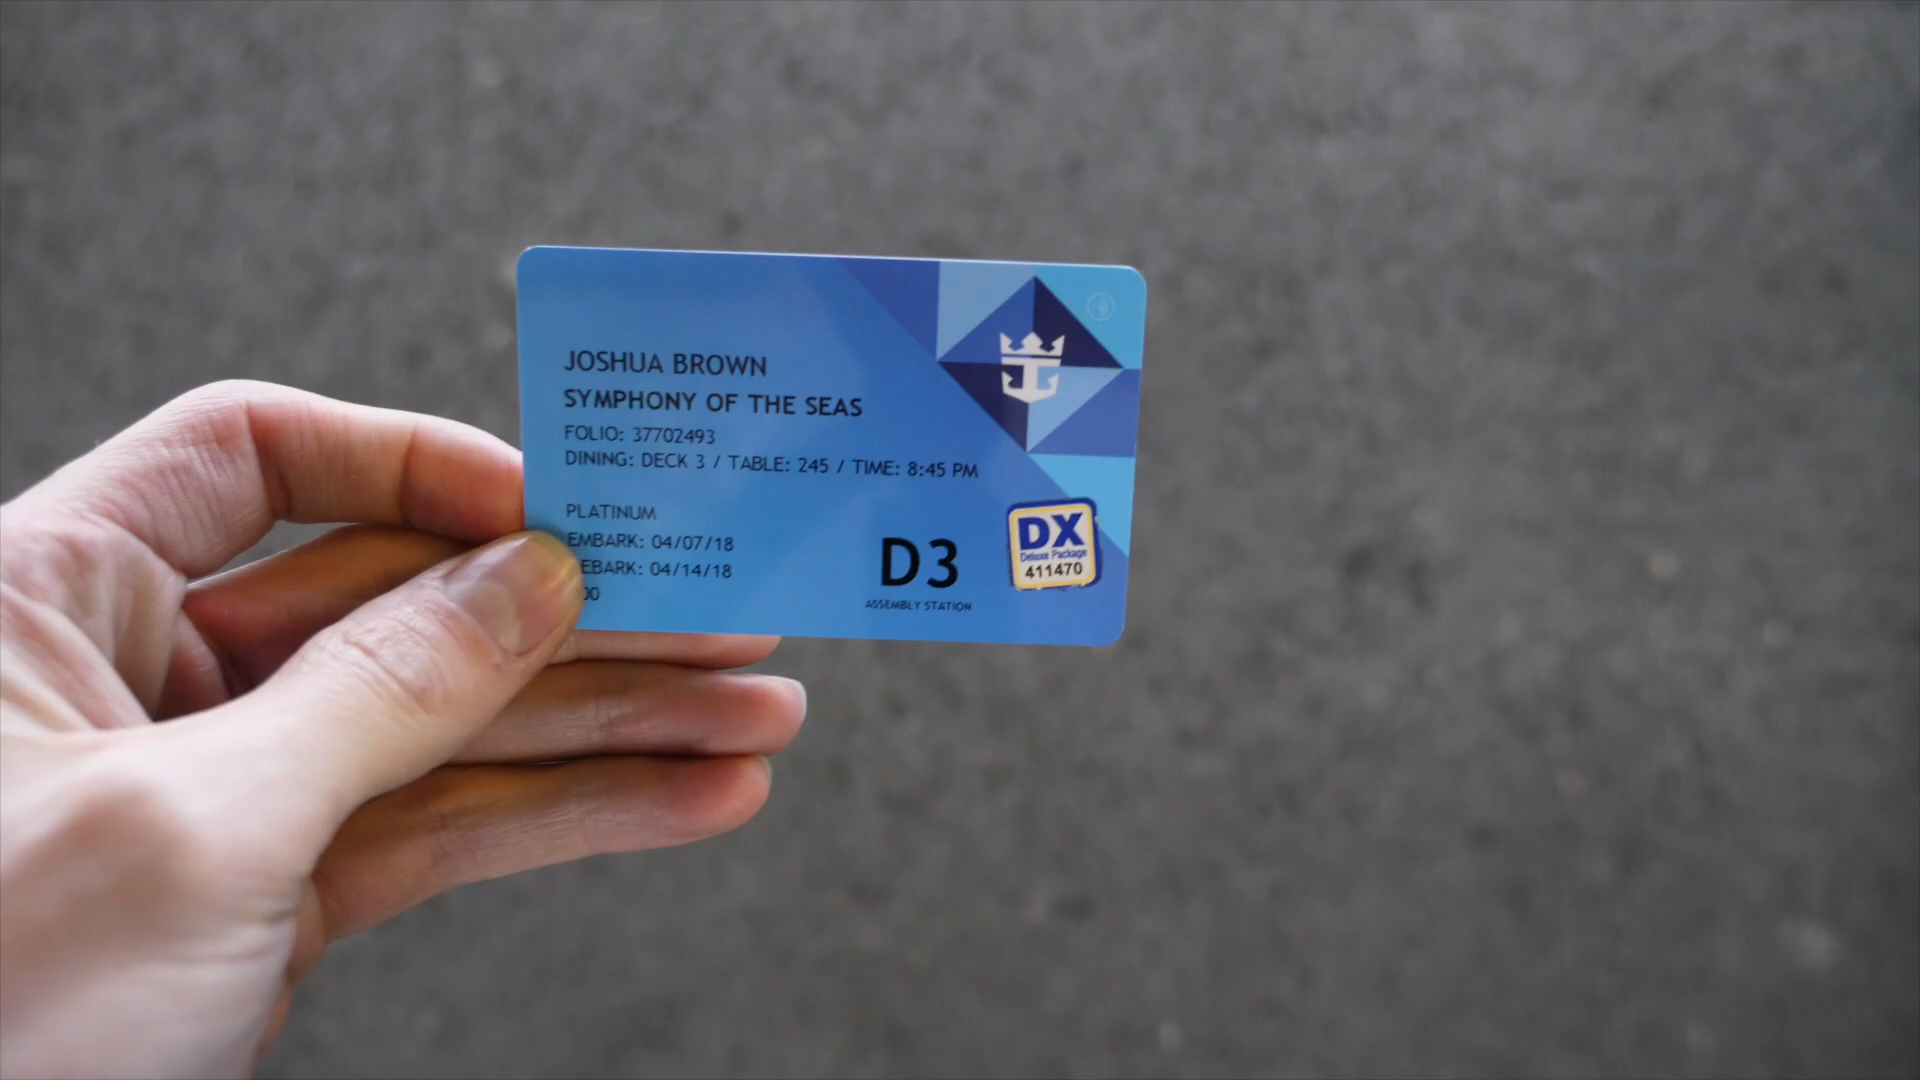 JOSHUA BROWN
SYMPHONY OF THE SEAS
FOLIO: 37702493
DINING: DECK 3 / TABLE: 245 / TIME: 8:45 PM
PLATINUM
EMBARK: 04/07/18
EBARK: 04/14/18
00
D3
ASSEMBLY STATION
DX
Deluxe Package
411470